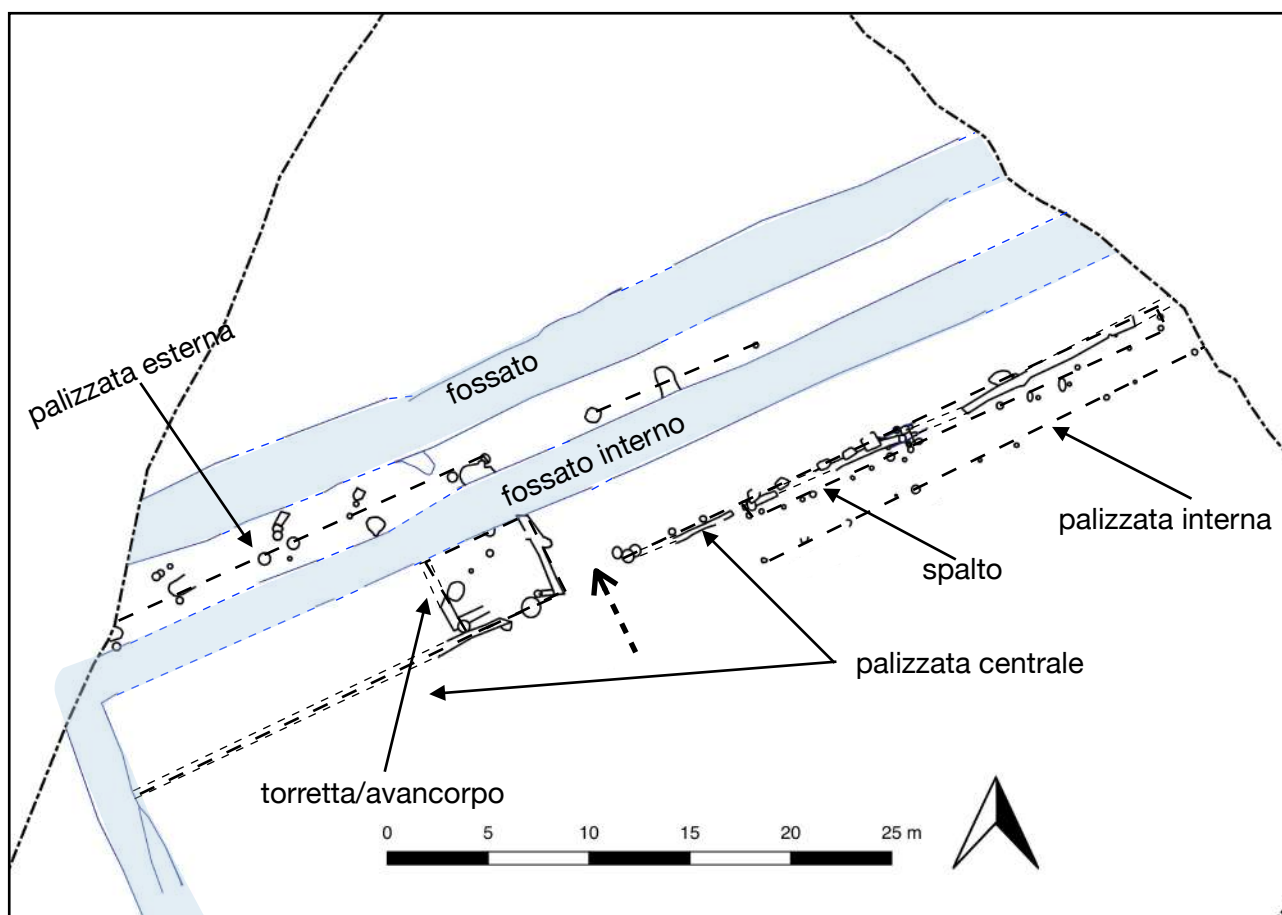 palizzata esterna
fossato
fossato interno
palizzata interna
spalto
palizzata centrale
torretta/avancorpo
0 5 10 15 20 25 m